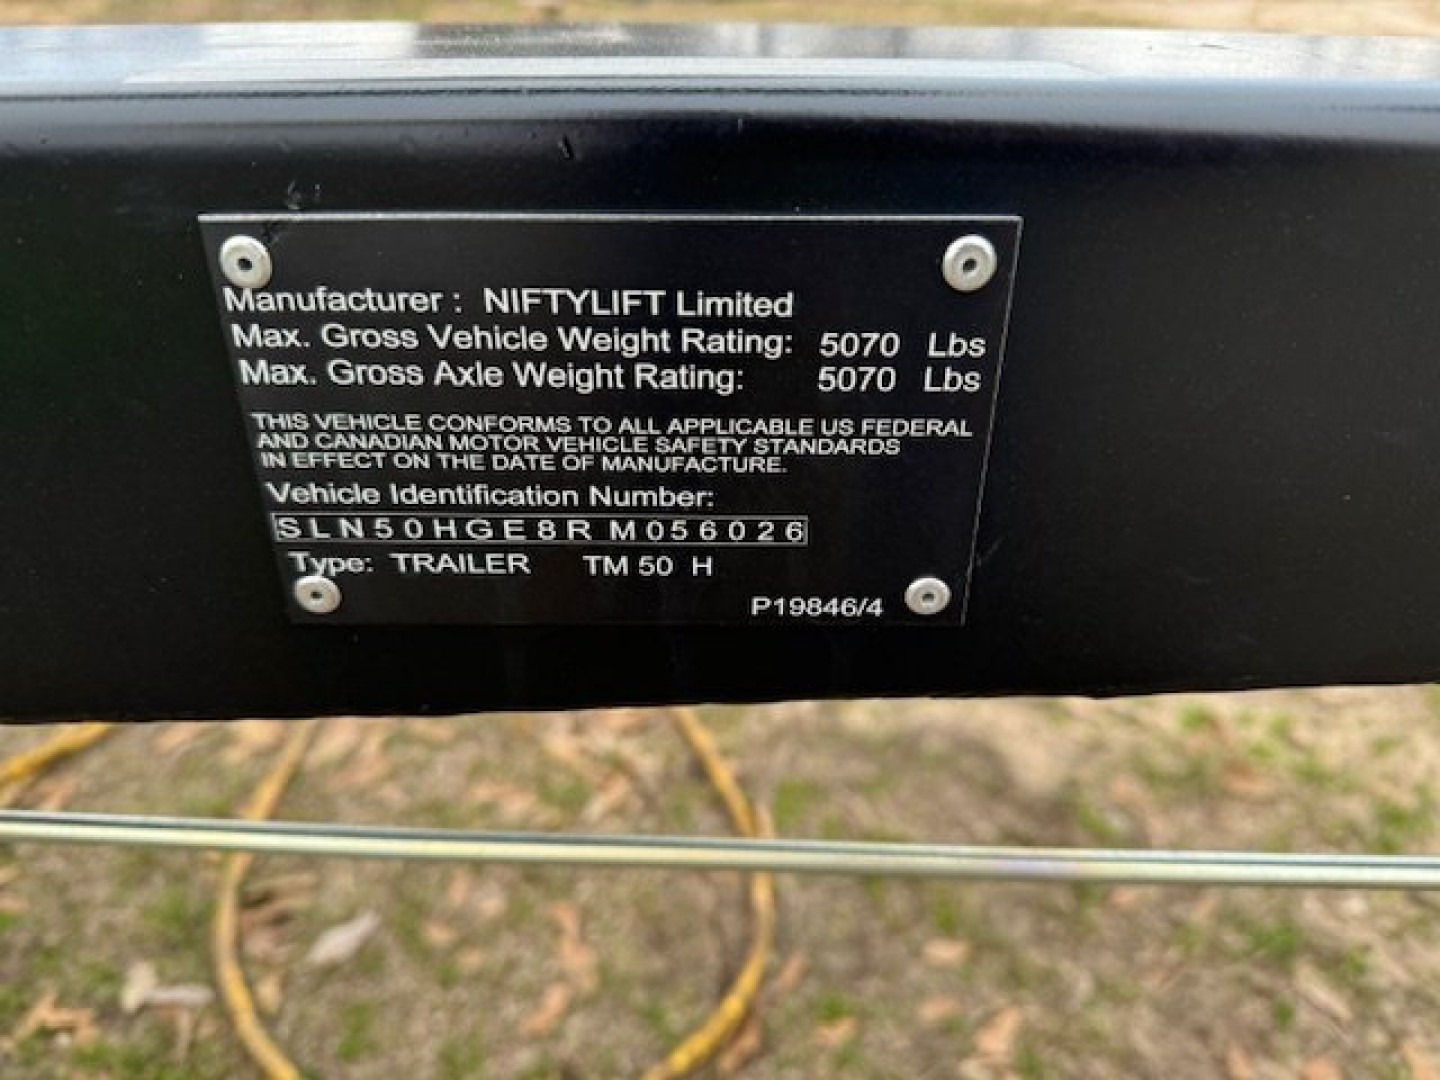 Manufacturer : NIFTYLIFT Limited
Max. Gross Vehicle Weight Rating: 5070 Lbs
Max. Gross Axle Weight Rating: 5070 Lbs
THIS VEHICLE CONFORMS TO ALL APPLICABLE US FEDERAL
AND CANADIAN MOTOR VEHICLE SAFETY STANDARDS
IN EFFECT ON THE DATE OF MANUFACTURE.
Vehicle Identification Number:
SLN50HGE8R M056026
Type: TRAILER TM 50 H
P19846/4